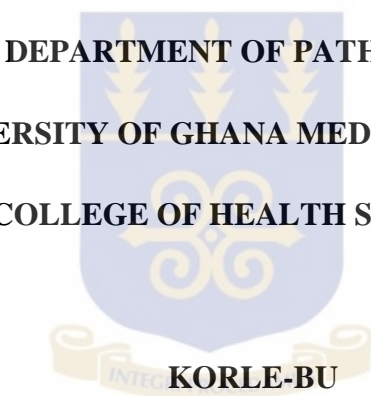 DEPARTMENT OF PATH
ERSITY OF GHANA MED
COLLEGE OF HEALTH S
KORLE-BU